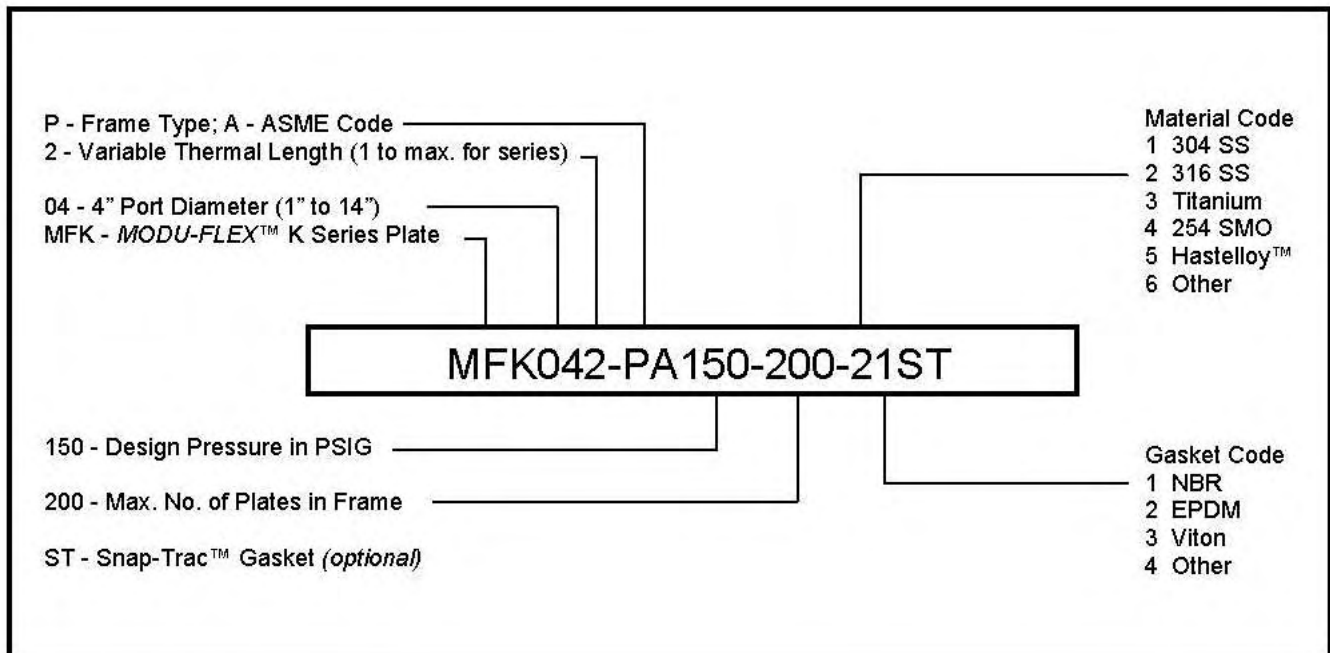 P - Frame Type; A - ASME Code
2 - Variable Thermal Length (1 to max. for series)
04 - 4” Port Diameter (1” to 14”)
MFK - MODU-FLEX™ K Series Plate
Material Code
1 304 SS
2 316 SS
3 Titanium
4 254 SMO
5 Hastelloy™
6 Other
MFK042-PA150-200-21ST
150 - Design Pressure in PSIG
200 - Max. No. of Plates in Frame
ST - Snap-Trac™ Gasket (optional)
Gasket Code
1 NBR
2 EPDM
3 Viton
4 Other